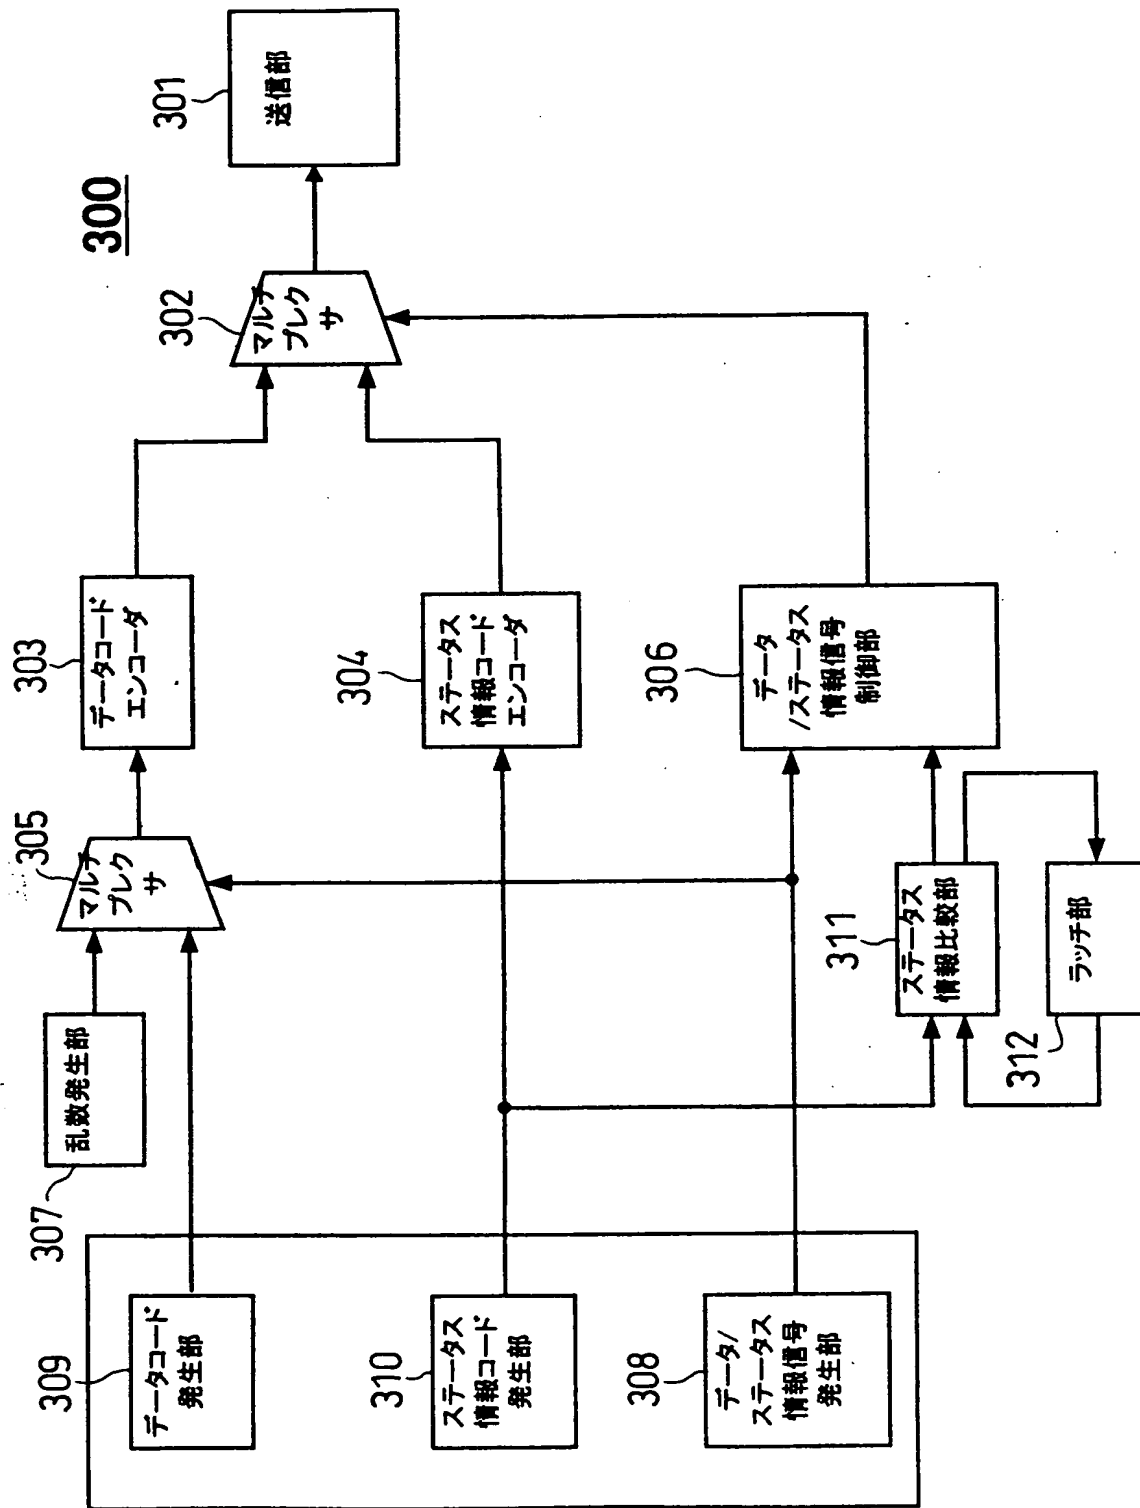 300
301
送信部
302
マルチ
プレク
サ
303
データコード
エンコーダ
304
ステータス
情報コード
エンコーダ
305
マルチ
プレク
サ
306
データ
/ステータス
情報信号
制御部
307
乱数発生部
309
データコード
発生部
310
ステータス
情報コード
発生部
308
データ/
ステータス
情報信号
発生部
311
ステータス
情報比較部
312
ラッチ部